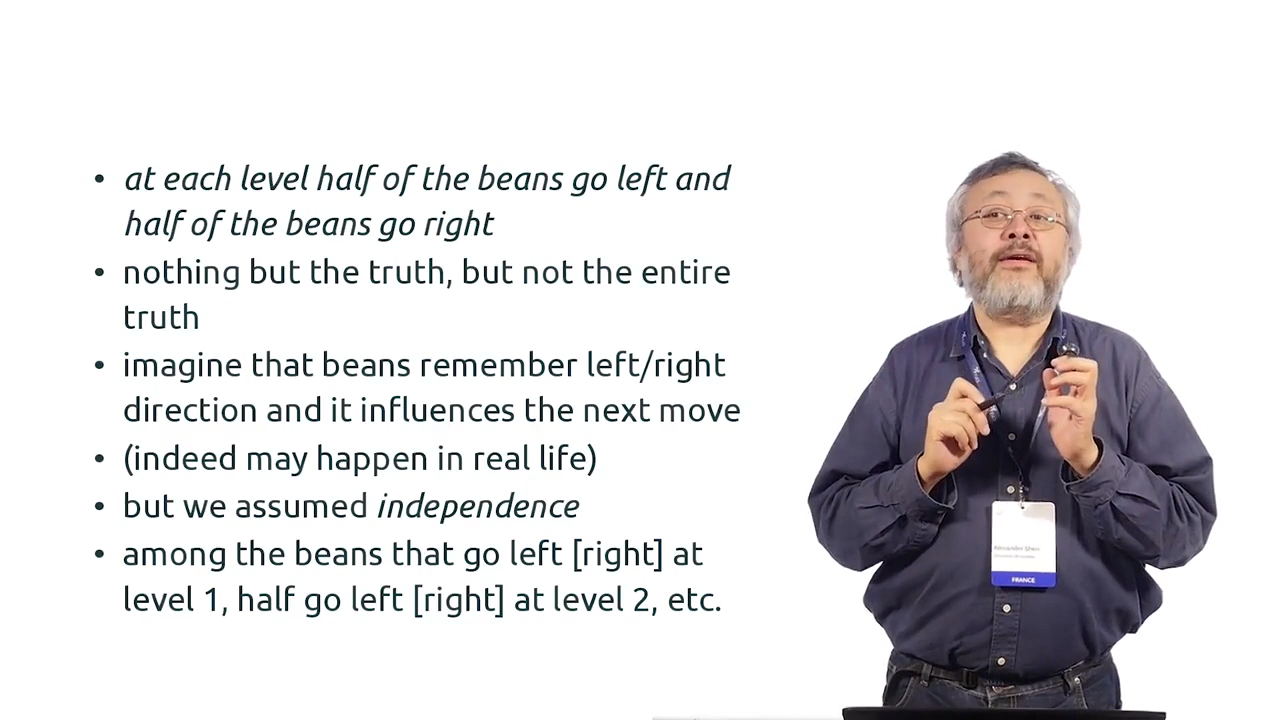 • at each level half of the beans go left and
half of the beans go right
• nothing but the truth, but not the entire
truth
• imagine that beans remember left/right
direction and it influences the next move
• (indeed may happen in real life)
• but we assumed independence
• among the beans that go left [right] at
level 1, half go left [right] at level 2, etc.
Alexander Shen
FRANCE